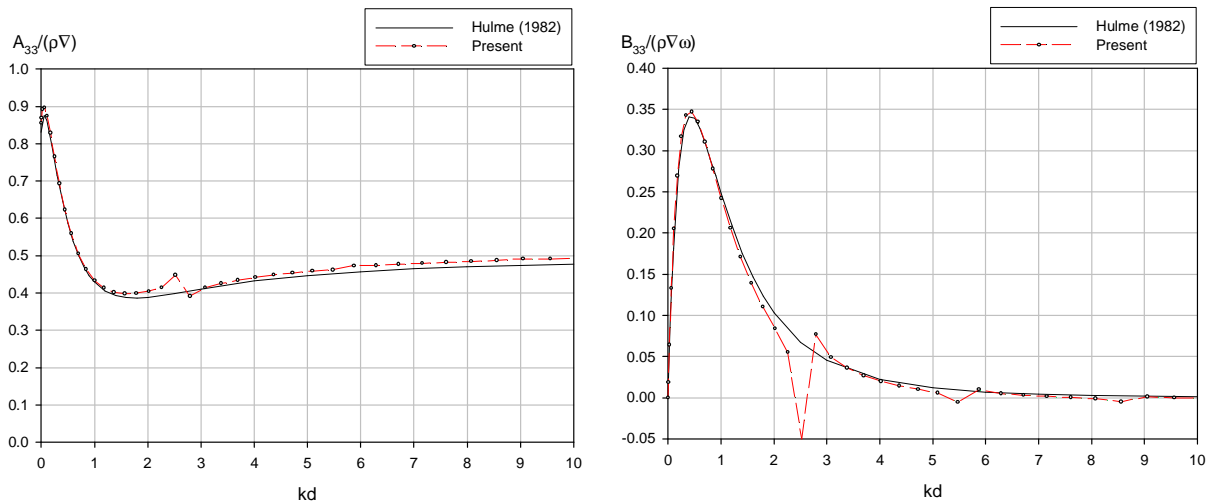 Hulme (1982)
Present
A33/(ρ∇)
1.0
0.9
0.8
0.7
0.6
0.5
0.4
0.3
0.2
0.1
0.0
0 1 2 3 4 5 6 7 8 9 10
kd
Hulme (1982)
Present
B33/(ρ∇ω)
0.40
0.35
0.30
0.25
0.20
0.15
0.10
0.05
0.00
-0.05
0 1 2 3 4 5 6 7 8 9 10
kd